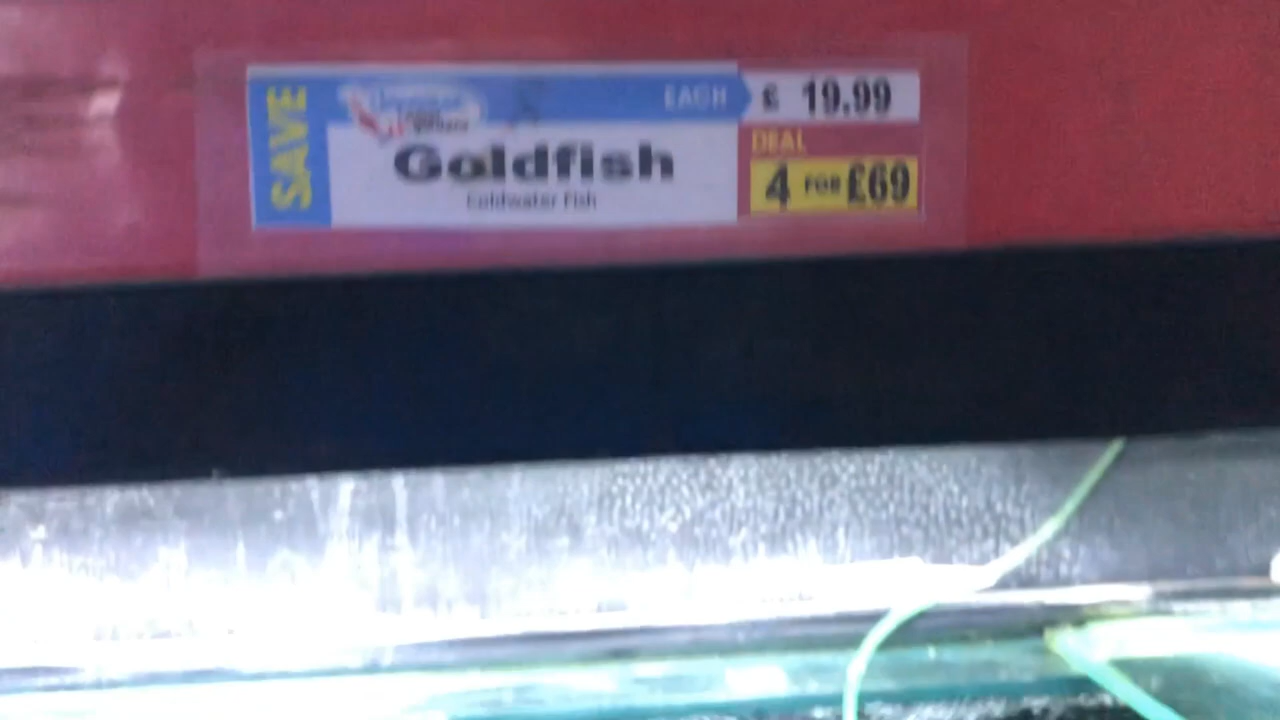 SAVE
EACH £ 19.99
Goldfish
Coldwater Fish
DEAL
4 FOR £69